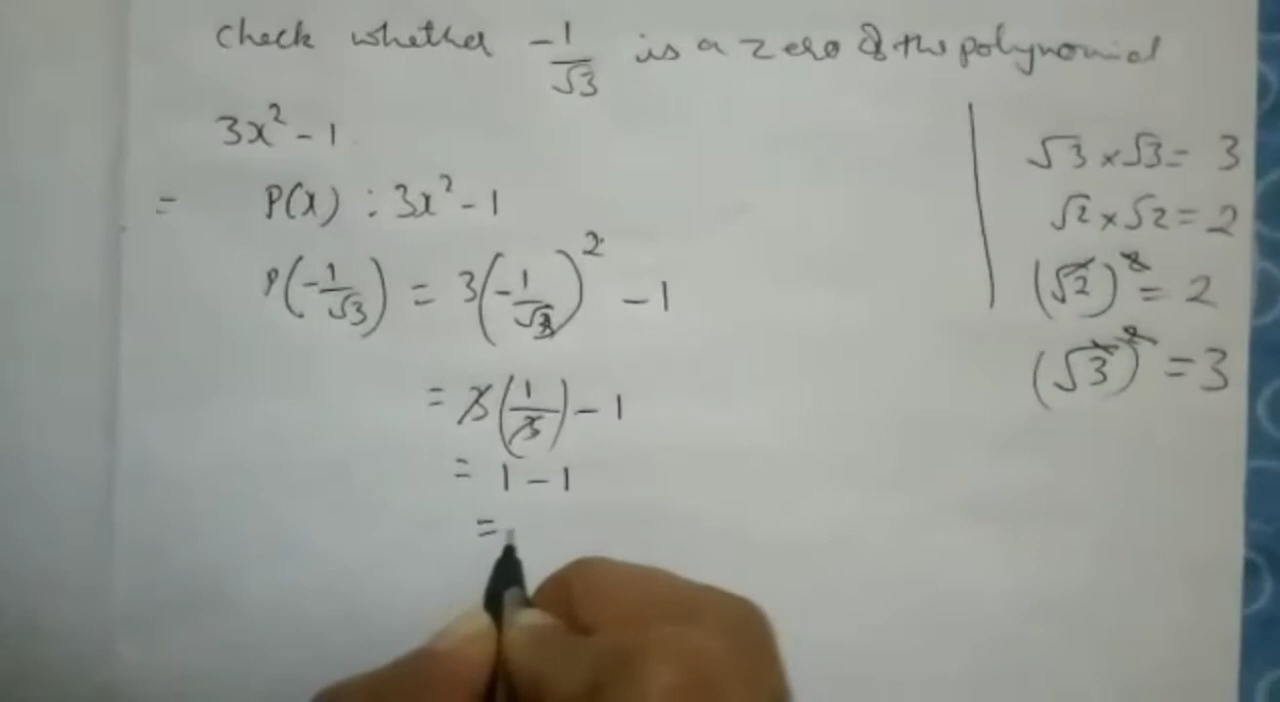 check whether -1/√3 is a zero of the polynomial
3x² - 1
= P(x) : 3x² - 1
P(-1/√3) = 3(-1/√3)² - 1
= 3(1/3) - 1
= 1 - 1
=
√3 × √3 = 3
√2 × √2 = 2
(√2)² = 2
(√3)² = 3